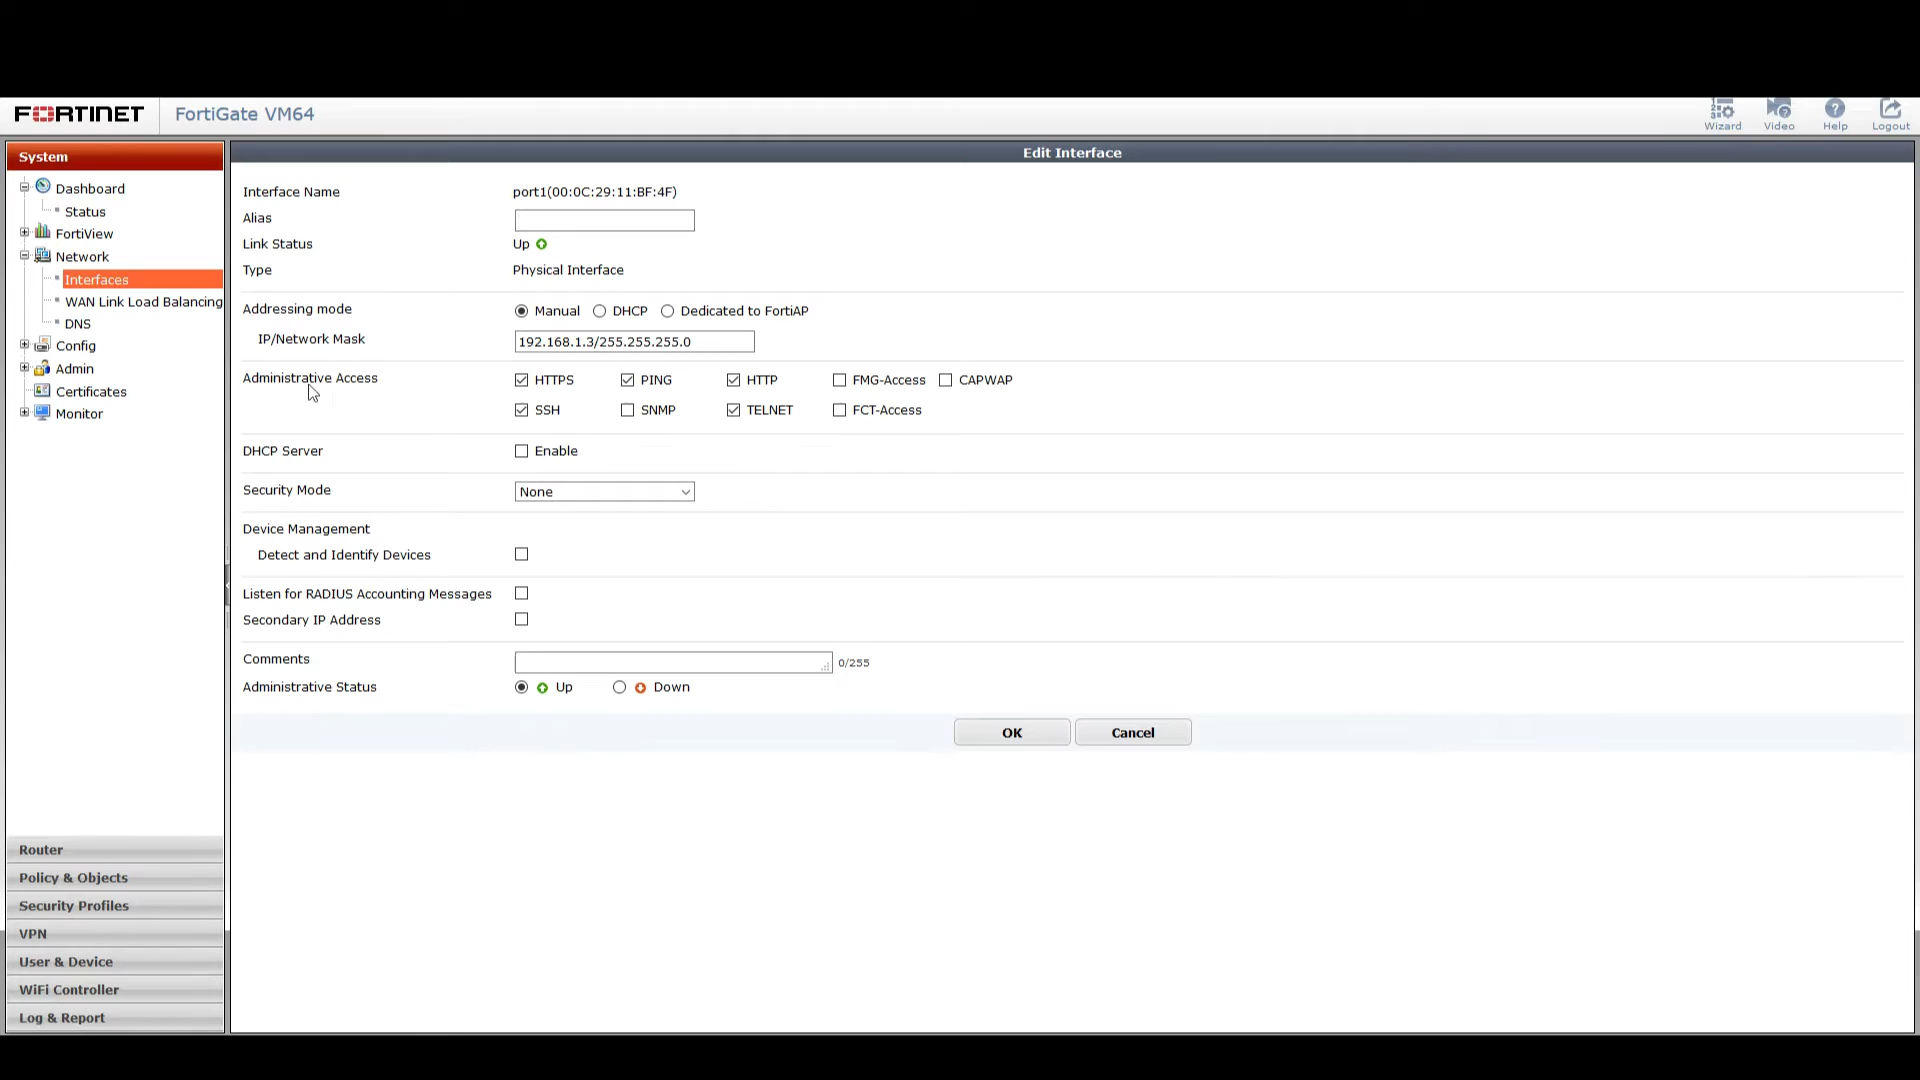 FORTINET FortiGate VM64 Wizard Video Help Logout
System
Edit Interface
Dashboard
Status
FortiView
Network
Interfaces
WAN Link Load Balancing
DNS
Config
Admin
Certificates
Monitor
Router
Policy & Objects
Security Profiles
VPN
User & Device
WiFi Controller
Log & Report
Interface Name port1(00:0C:29:11:BF:4F)
Alias
Link Status Up
Type Physical Interface
Addressing mode Manual DHCP Dedicated to FortiAP
IP/Network Mask 192.168.1.3/255.255.255.0
Administrative Access HTTPS PING HTTP FMG-Access CAPWAP
SSH SNMP TELNET FCT-Access
DHCP Server Enable
Security Mode None
Device Management
Detect and Identify Devices
Listen for RADIUS Accounting Messages
Secondary IP Address
Comments 0/255
Administrative Status Up Down
OK Cancel